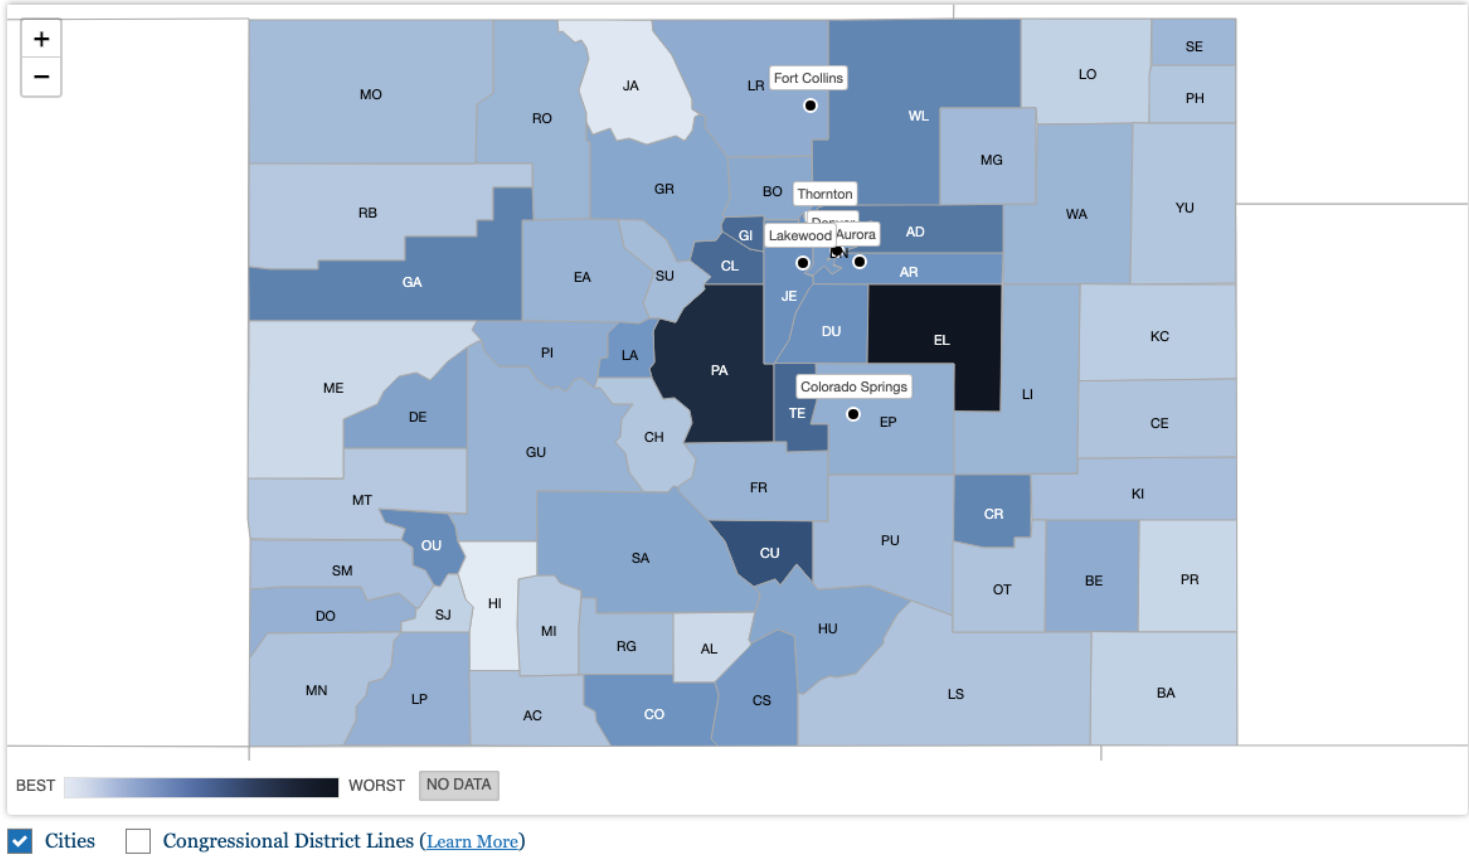 +
−
SE
JA
LO
Fort Collins
LR
MO
PH
WL
RO
MG
GR
BO
Thornton
RB
YU
WA
Denver
GI
Lakewood
Aurora
AD
DN
CL
AR
SU
EA
GA
JE
DU
KC
EL
PI
LA
PA
ME
Colorado Springs
LI
TE
DE
EP
CE
CH
GU
FR
KI
MT
CR
PU
OU
CU
SA
SM
BE
PR
OT
HI
DO
SJ
HU
MI
RG
AL
MN
LS
BA
LP
CS
AC
CO
BEST
WORST
NO DATA
Cities
Congressional District Lines (Learn More)